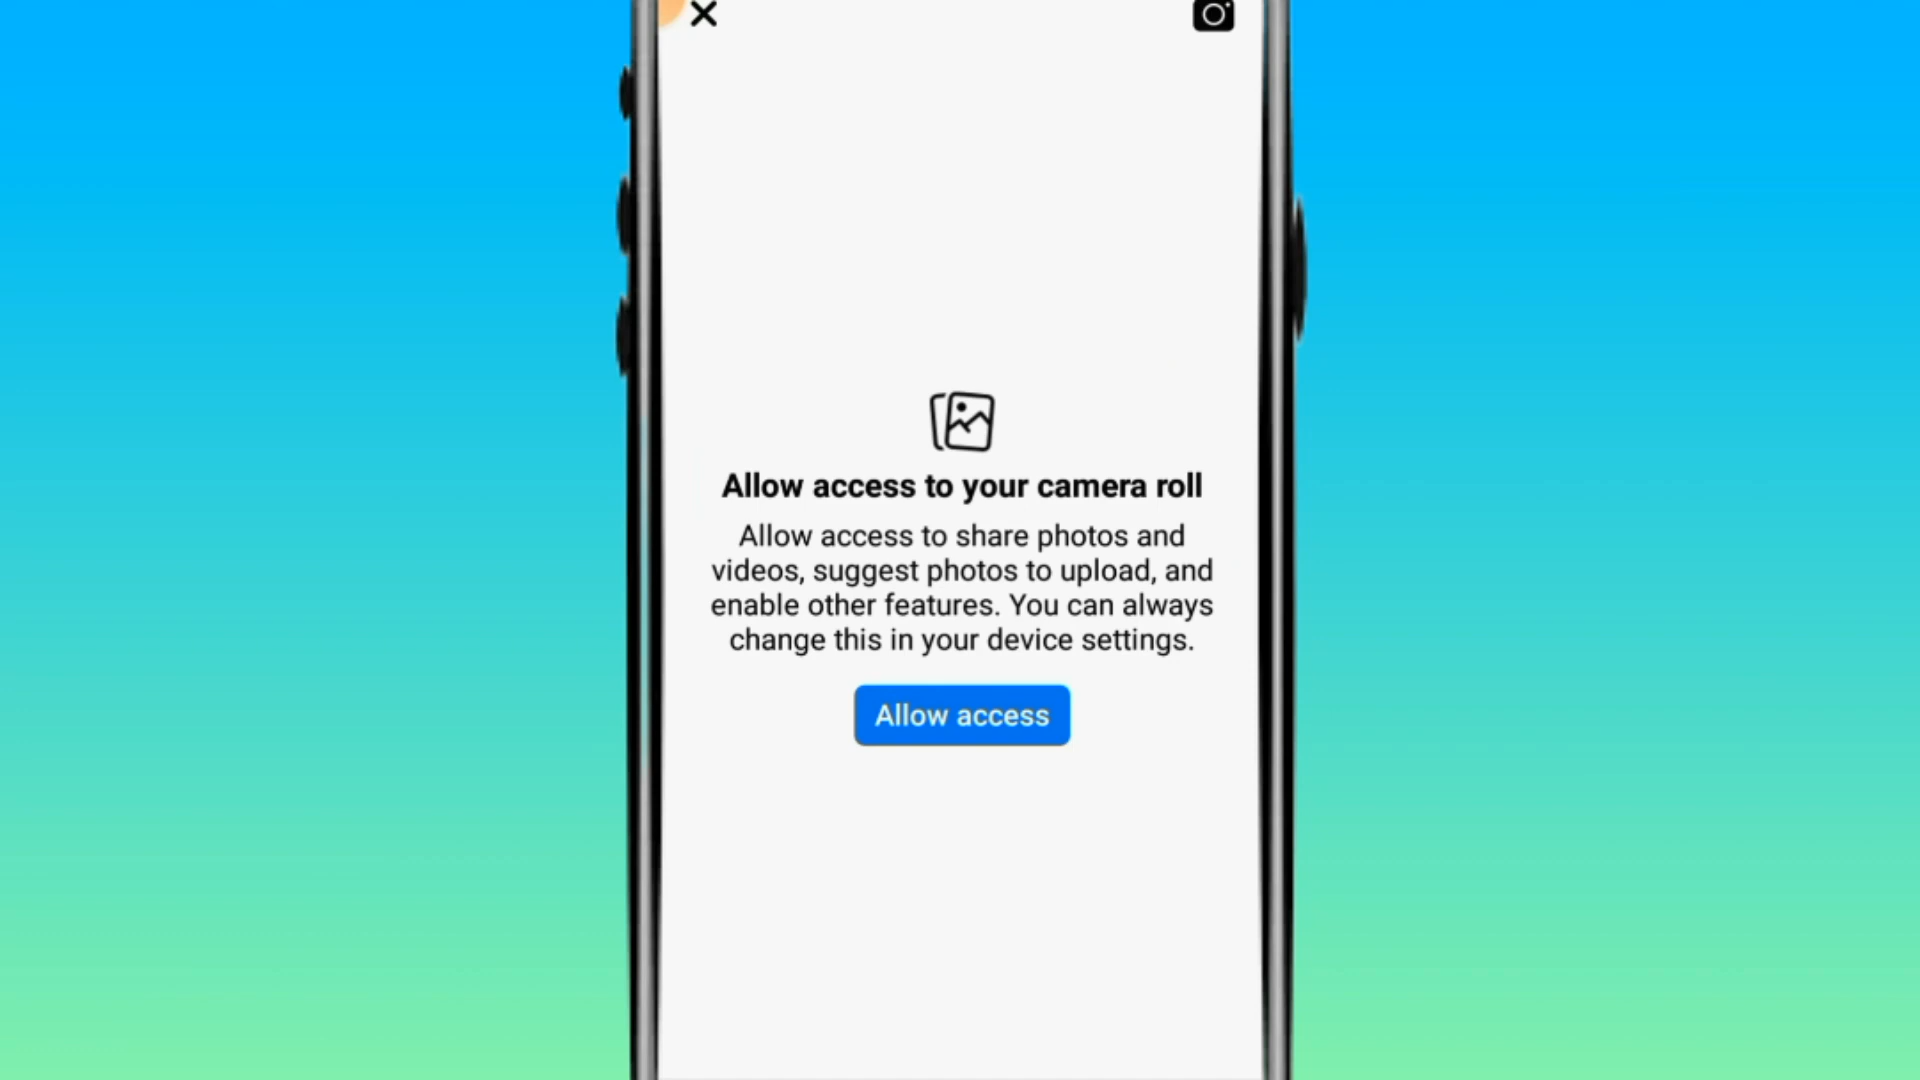 Allow access to your camera roll
Allow access to share photos and
videos, suggest photos to upload, and
enable other features. You can always
change this in your device settings.
Allow access